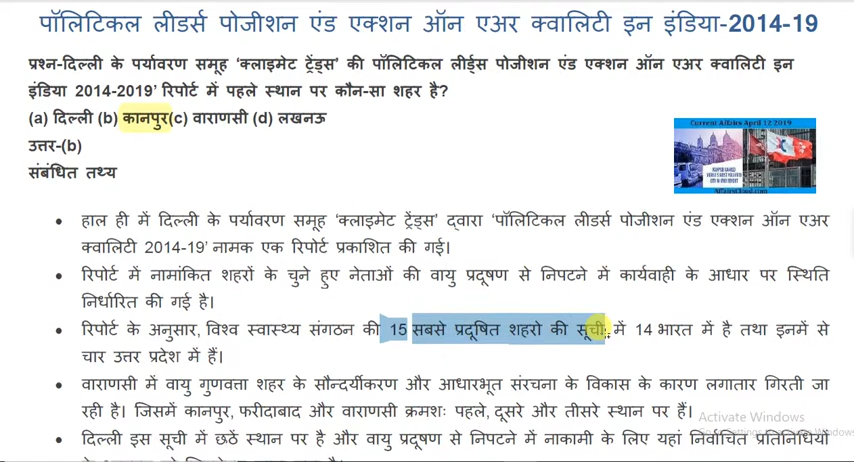 पॉलिटिकल लीडर्स पोजीशन एंड एक्शन ऑन एअर क्वालिटी इन इंडिया-2014-19
प्रश्न-दिल्ली के पर्यावरण समूह ‘क्लाइमेट ट्रेंड्स’ की पॉलिटिकल लीर्ड्स पोजीशन एंड एक्शन ऑन एअर क्वालिटी इन
इंडिया 2014-2019’ रिपोर्ट में पहले स्थान पर कौन-सा शहर है?
(a) दिल्ली (b) कानपुर(c) वाराणसी (d) लखनऊ
उत्तर-(b)
संबंधित तथ्य
Current Affairs April 12 2019
AffairsCloud.com
• हाल ही में दिल्ली के पर्यावरण समूह ‘क्लाइमेट ट्रेंड्स’ द्वारा ‘पॉलिटिकल लीडर्स पोजीशन एंड एक्शन ऑन एअर
क्वालिटी 2014-19’ नामक एक रिपोर्ट प्रकाशित की गई।
• रिपोर्ट में नामांकित शहरों के चुने हुए नेताओं की वायु प्रदूषण से निपटने में कार्यवाही के आधार पर स्थिति
निर्धारित की गई है।
• रिपोर्ट के अनुसार, विश्व स्वास्थ्य संगठन की 15 सबसे प्रदूषित शहरो की सूची में 14 भारत में है तथा इनमें से
चार उत्तर प्रदेश में हैं।
• वाराणसी में वायु गुणवत्ता शहर के सौन्दर्यीकरण और आधारभूत संरचना के विकास के कारण लगातार गिरती जा
रही है। जिसमें कानपुर, फरीदाबाद और वाराणसी क्रमशः पहले, दूसरे और तीसरे स्थान पर हैं।
Activate Windows
• दिल्ली इस सूची में छठें स्थान पर है और वायु प्रदूषण से निपटने में नाकामी के लिए यहां निर्वाचित प्रतिनिधियों